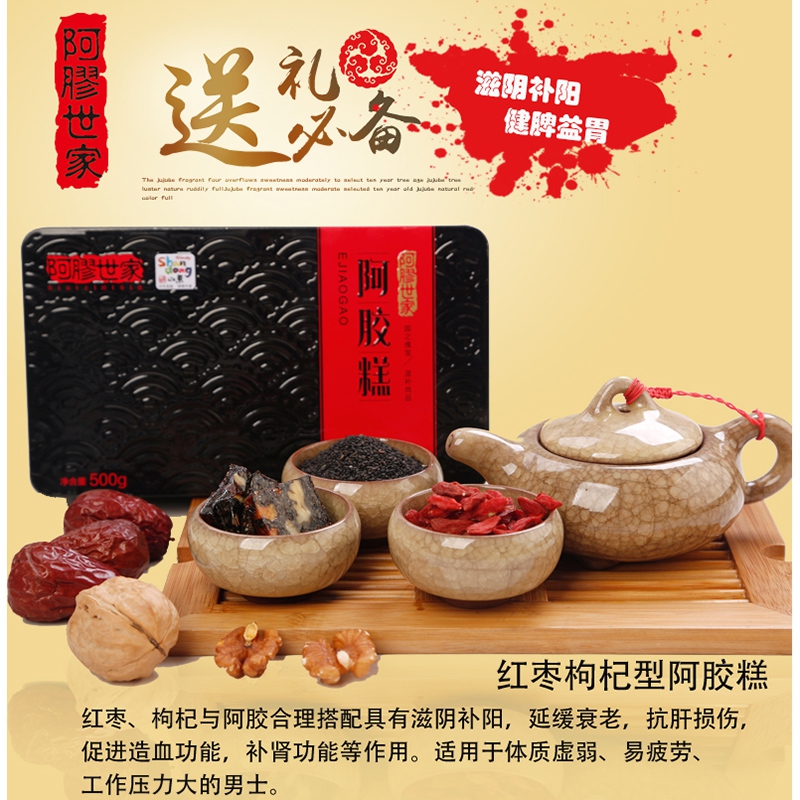 阿膠世家
送礼必备
滋阴补阳
健脾益胃
The jujube fragrant four overflows sweetness moderately to select ten year tree age jujube tree
luster nature ruddily fullJujube fragrant sweetness moderate selected ten year old jujube natural red
color full
阿膠世家
Shandong
阿膠世家
EJIAOGAO
阿胶糕
净含量 500g
红枣枸杞型阿胶糕
红枣、枸杞与阿胶合理搭配具有滋阴补阳，延缓衰老，抗肝损伤，
促进造血功能，补肾功能等作用。适用于体质虚弱、易疲劳、
工作压力大的男士。